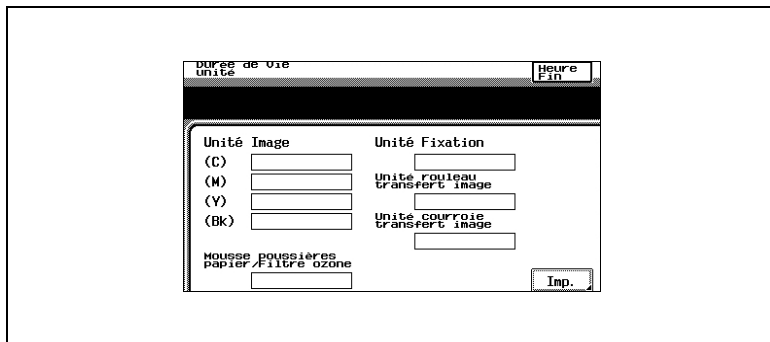 Durée de Vie
unité
Heure
Fin
Unité Image
(C)
(M)
(Y)
(Bk)
Mousse poussières
papier/Filtre ozone
Unité Fixation
Unité rouleau
transfert image
Unité courroie
transfert image
Imp.